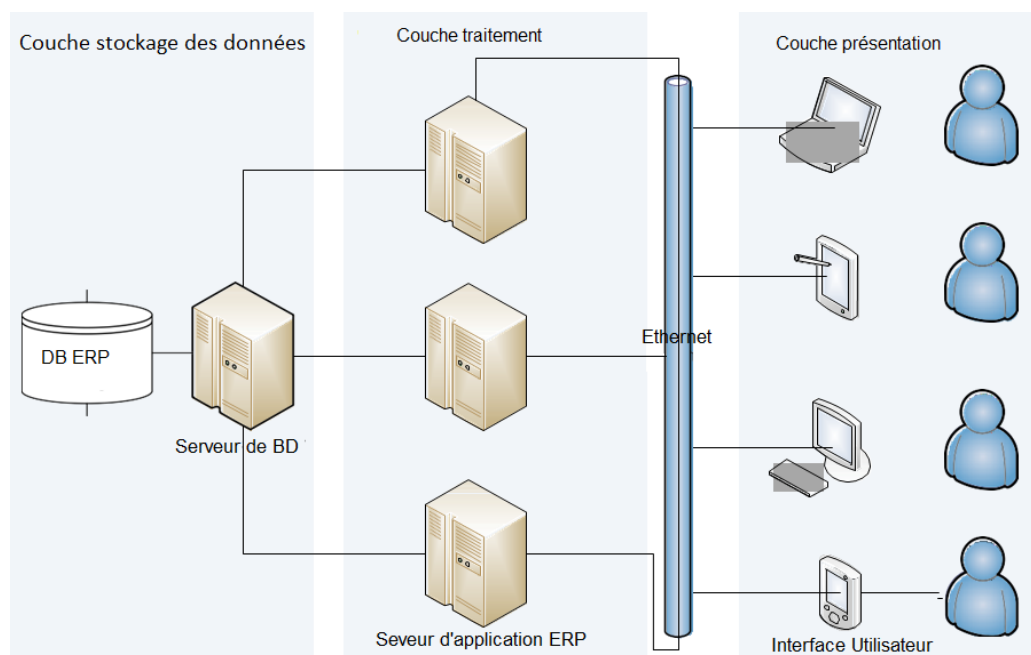 Couche stockage des données
Couche traitement
Couche présentation
Ethernet
DB ERP
Serveur de BD
Seveur d'application ERP
Interface Utilisateur